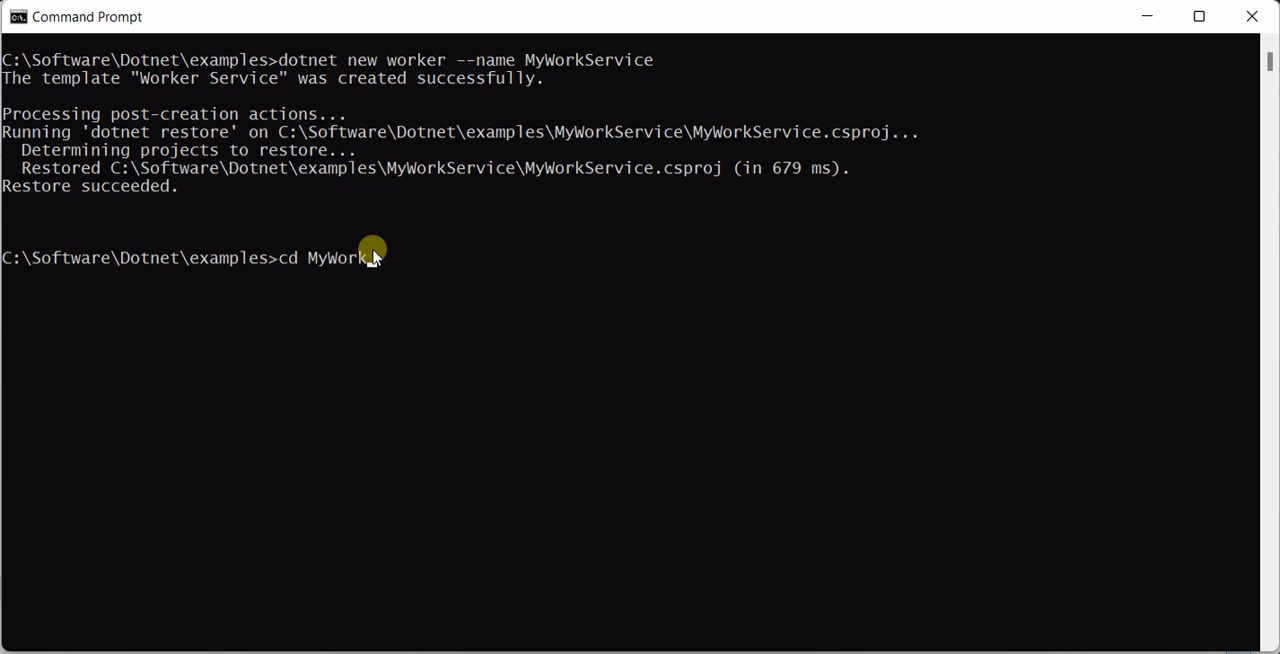 Command Prompt
C:\Software\Dotnet\examples>dotnet new worker --name MyWorkService
The template "Worker Service" was created successfully.
Processing post-creation actions...
Running 'dotnet restore' on C:\Software\Dotnet\examples\MyWorkService\MyWorkService.csproj...
  Determining projects to restore...
  Restored C:\Software\Dotnet\examples\MyWorkService\MyWorkService.csproj (in 679 ms).
Restore succeeded.
C:\Software\Dotnet\examples>cd MyWork